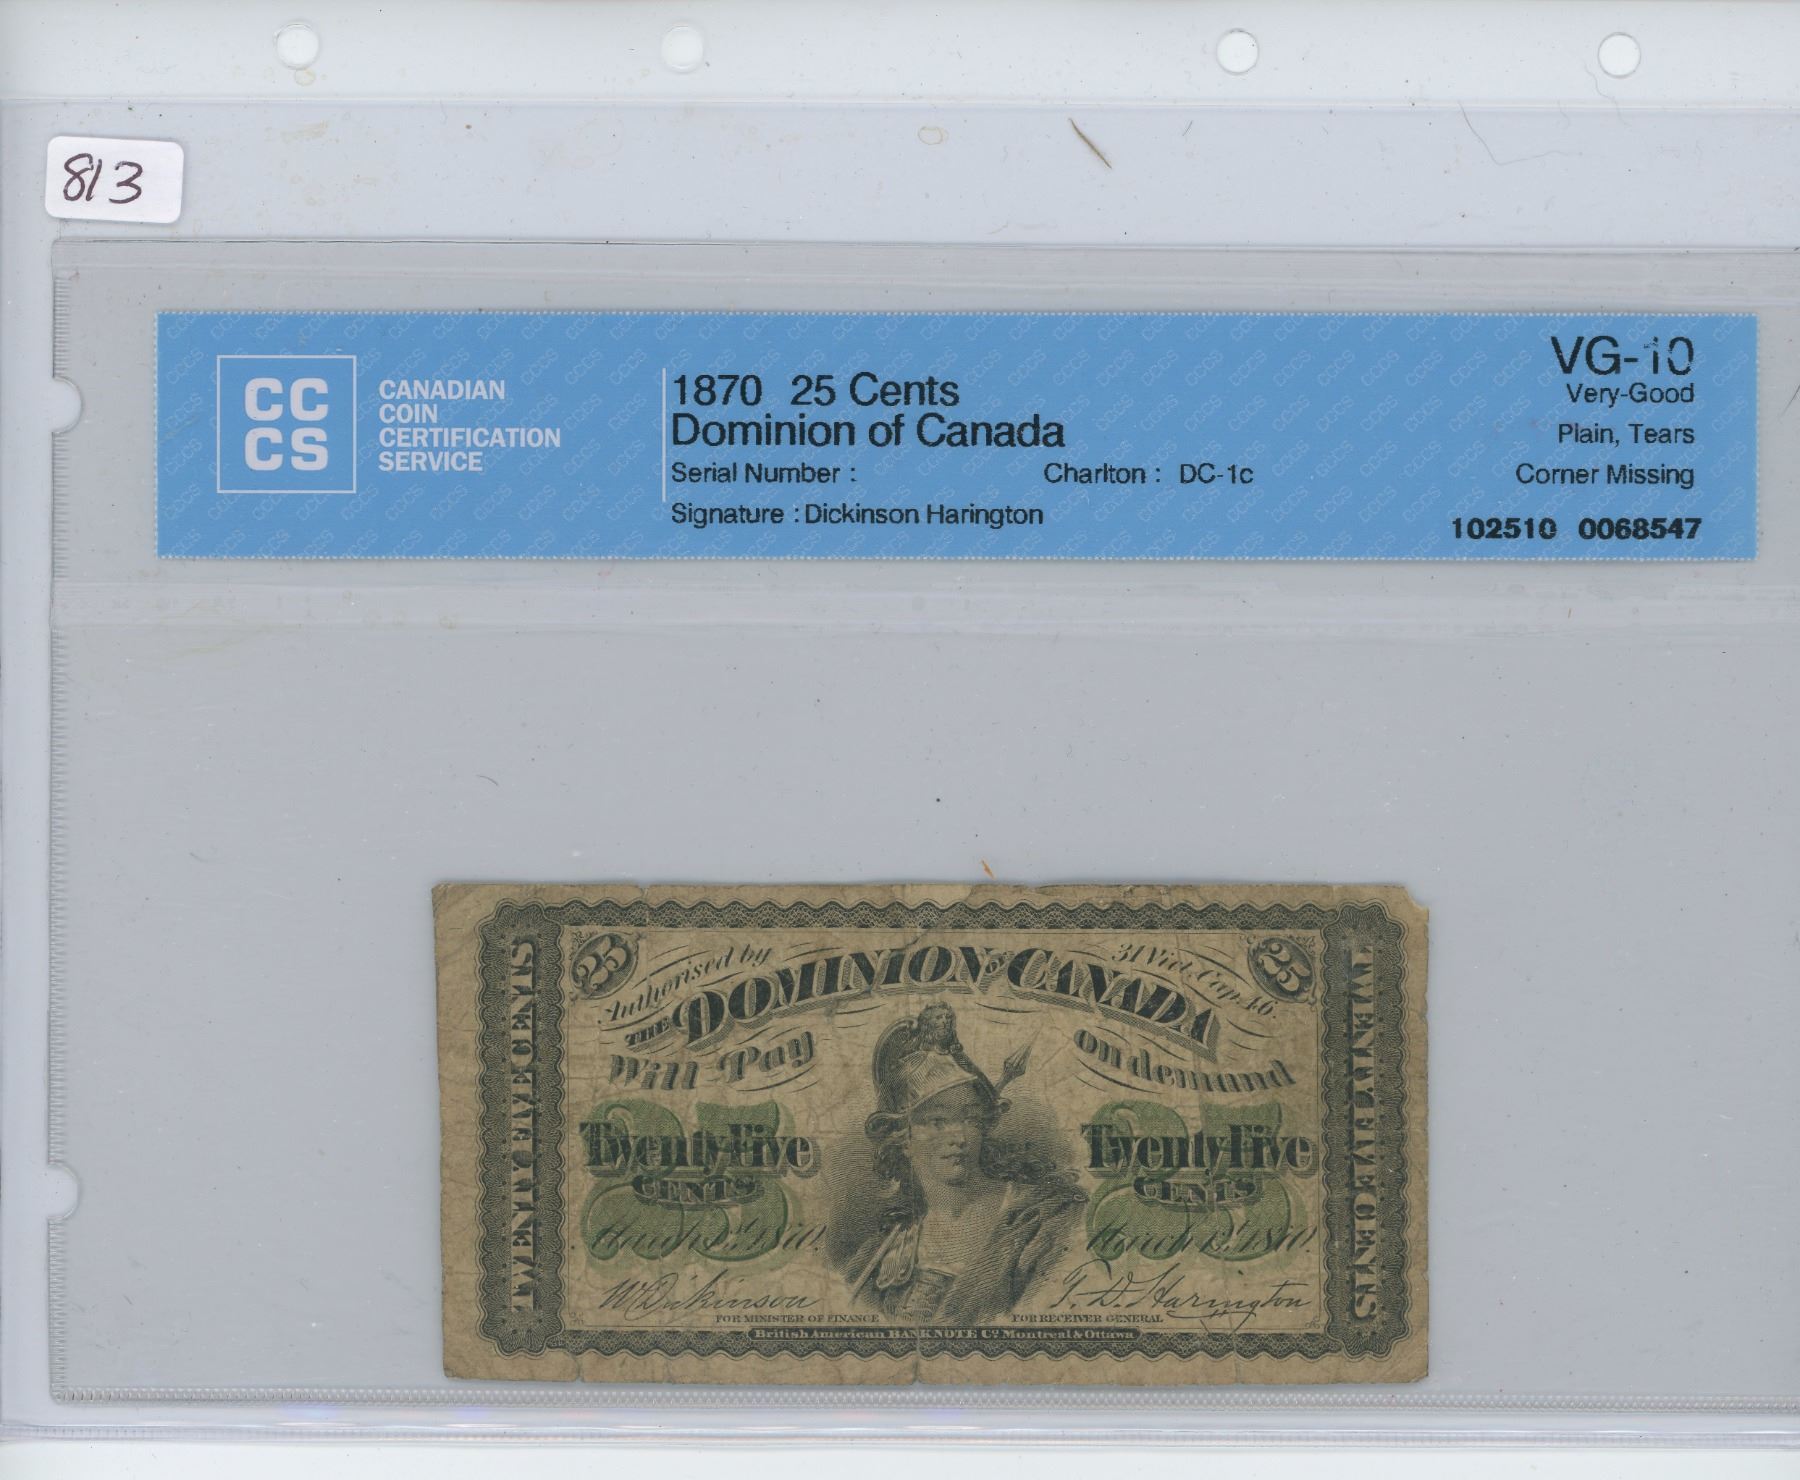 813
CC
CS
CANADIAN
COIN
CERTIFICATION
SERVICE
1870 25 Cents
Dominion of Canada
Serial Number :
Charlton : DC-1c
Signature : Dickinson Harington
VG-10
Very-Good
Plain, Tears
Corner Missing
102510 0068547
25
Authorised by
31 Vict. Cap. 46.
25
THE DOMINION OF CANADA
Will Pay
on demand
TWENTY FIVE CENTS
TWENTY FIVE CENTS
25
25
Twenty Five
CENTS
Twenty Five
CENTS
March 1st 1870.
March 1st 1870.
W Dickinson
T. D. Harington
FOR MINISTER OF FINANCE
FOR RECEIVER GENERAL
British American BANK NOTE Co. Montreal & Ottawa